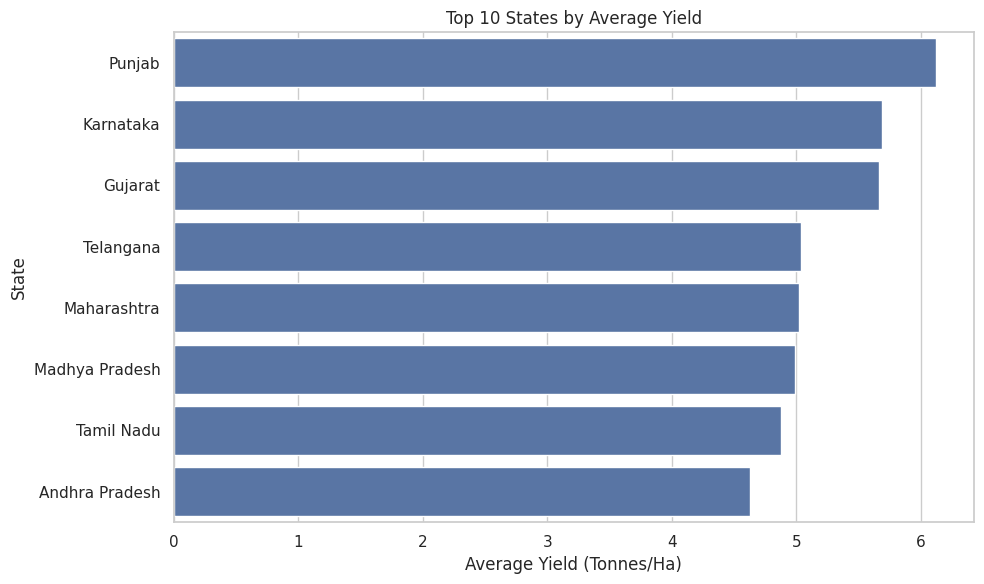 Top 10 States by Average Yield
Punjab
Karnataka
Gujarat
Telangana
Maharashtra
Madhya Pradesh
Tamil Nadu
Andhra Pradesh
State
0 1 2 3 4 5 6
Average Yield (Tonnes/Ha)